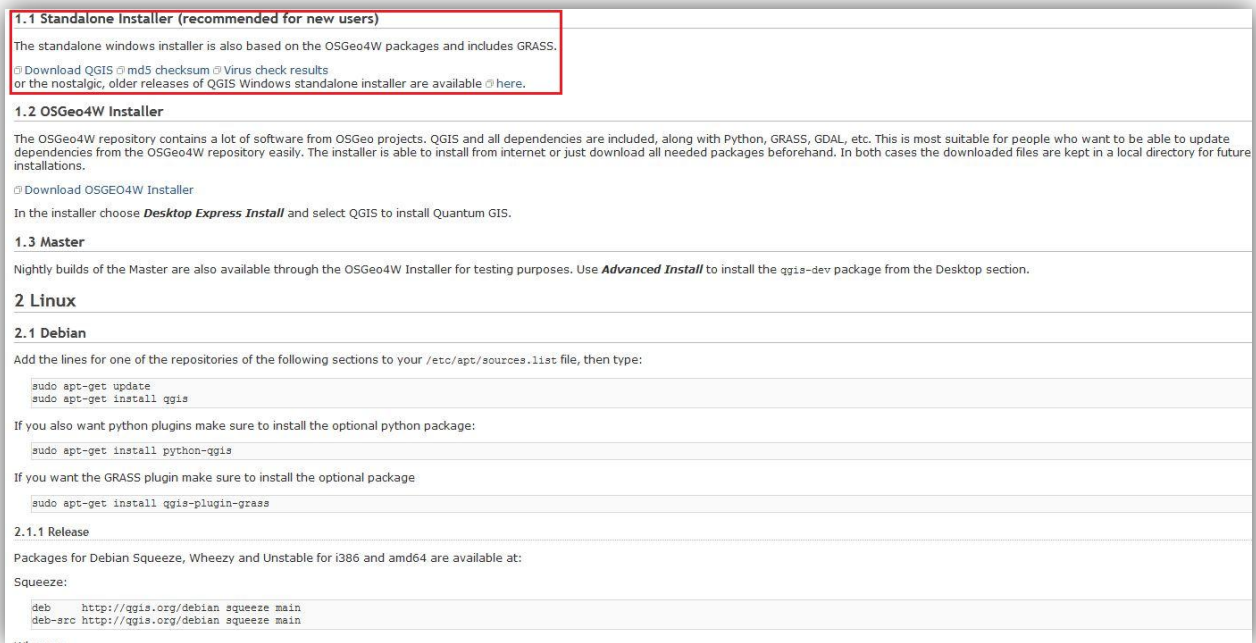 1.1 Standalone Installer (recommended for new users)
The standalone windows installer is also based on the OSGeo4W packages and includes GRASS.
Download QGIS md5 checksum Virus check results
or the nostalgic, older releases of QGIS Windows standalone installer are available here.
1.2 OSGeo4W Installer
The OSGeo4W repository contains a lot of software from OSGeo projects. QGIS and all dependencies are included, along with Python, GRASS, GDAL, etc. This is most suitable for people who want to be able to update
dependencies from the OSGeo4W repository easily. The installer is able to install from internet or just download all needed packages beforehand. In both cases the downloaded files are kept in a local directory for future
installations.
Download OSGEO4W Installer
In the installer choose Desktop Express Install and select QGIS to install Quantum GIS.
1.3 Master
Nightly builds of the Master are also available through the OSGeo4W Installer for testing purposes. Use Advanced Install to install the qgis-dev package from the Desktop section.
2 Linux
2.1 Debian
Add the lines for one of the repositories of the following sections to your /etc/apt/sources.list file, then type:
sudo apt-get update
sudo apt-get install qgis
If you also want python plugins make sure to install the optional python package:
sudo apt-get install python-qgis
If you want the GRASS plugin make sure to install the optional package
sudo apt-get install qgis-plugin-grass
2.1.1 Release
Packages for Debian Squeeze, Wheezy and Unstable for i386 and amd64 are available at:
Squeeze:
deb http://qgis.org/debian squeeze main
deb-src http://qgis.org/debian squeeze main